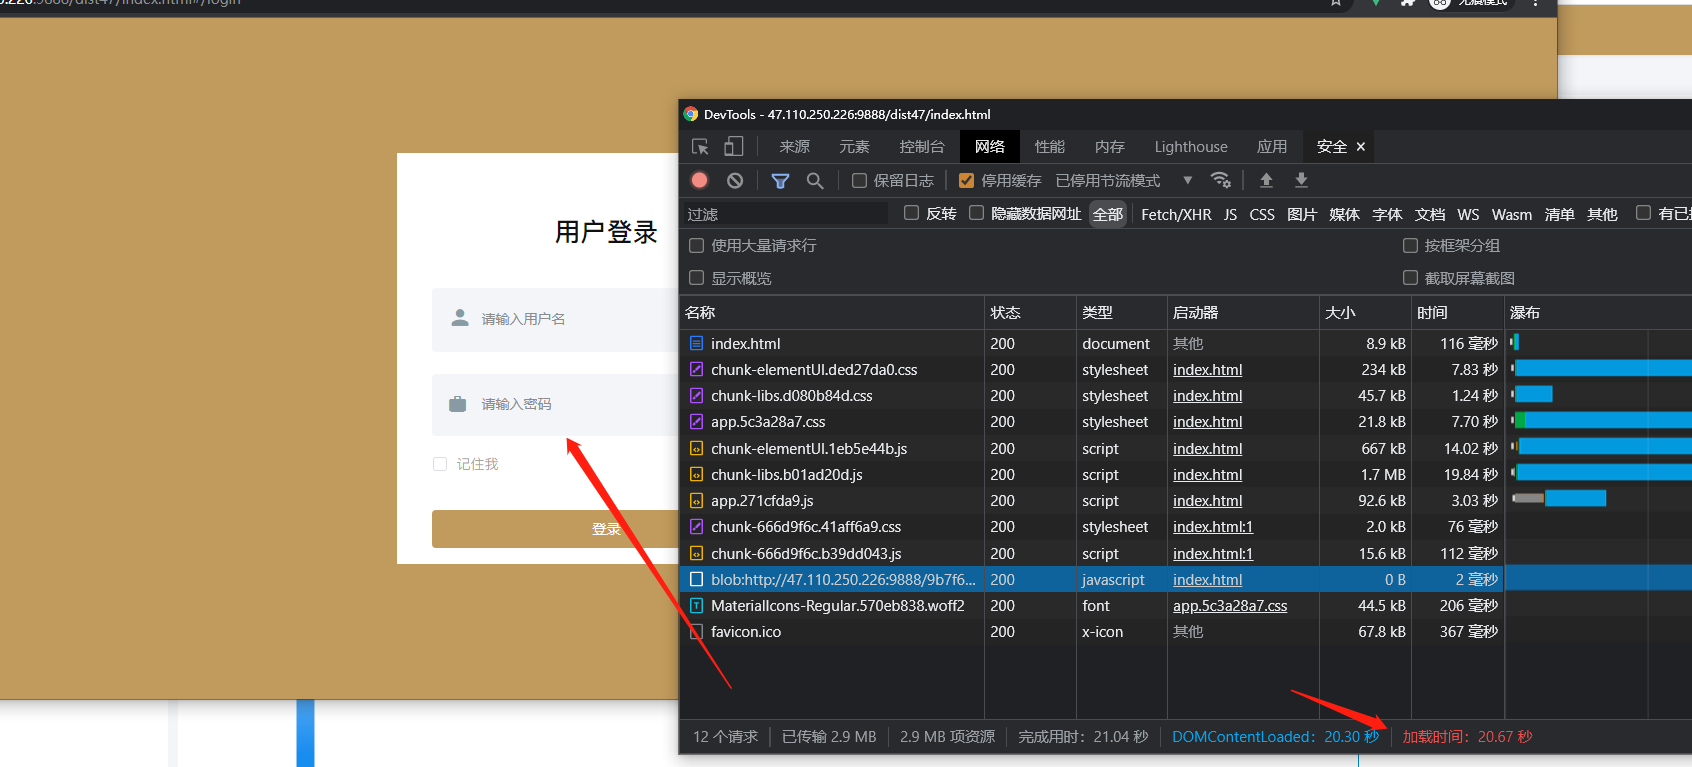 .226:9888/dist47/index.html#/login
无痕模式
DevTools - 47.110.250.226:9888/dist47/index.html
来源 元素 控制台 网络 性能 内存 Lighthouse 应用 安全
保留日志 停用缓存 已停用节流模式
过滤 反转 隐藏数据网址 全部 Fetch/XHR JS CSS 图片 媒体 字体 文档 WS Wasm 清单 其他 有已
使用大量请求行 按框架分组
显示概览 截取屏幕截图
名称 状态 类型 启动器 大小 时间 瀑布
index.html 200 document 其他 8.9 kB 116 毫秒
chunk-elementUI.ded27da0.css 200 stylesheet index.html 234 kB 7.83 秒
chunk-libs.d080b84d.css 200 stylesheet index.html 45.7 kB 1.24 秒
app.5c3a28a7.css 200 stylesheet index.html 21.8 kB 7.70 秒
chunk-elementUI.1eb5e44b.js 200 script index.html 667 kB 14.02 秒
chunk-libs.b01ad20d.js 200 script index.html 1.7 MB 19.84 秒
app.271cfda9.js 200 script index.html 92.6 kB 3.03 秒
chunk-666d9f6c.41aff6a9.css 200 stylesheet index.html:1 2.0 kB 76 毫秒
chunk-666d9f6c.b39dd043.js 200 script index.html:1 15.6 kB 112 毫秒
blob:http://47.110.250.226:9888/9b7f6... 200 javascript index.html 0 B 2 毫秒
MaterialIcons-Regular.570eb838.woff2 200 font app.5c3a28a7.css 44.5 kB 206 毫秒
favicon.ico 200 x-icon 其他 67.8 kB 367 毫秒
12 个请求 已传输 2.9 MB 2.9 MB 项资源 完成用时：21.04 秒 DOMContentLoaded：20.30 秒 加载时间：20.67 秒
用户登录
请输入用户名
请输入密码
记住我
登录